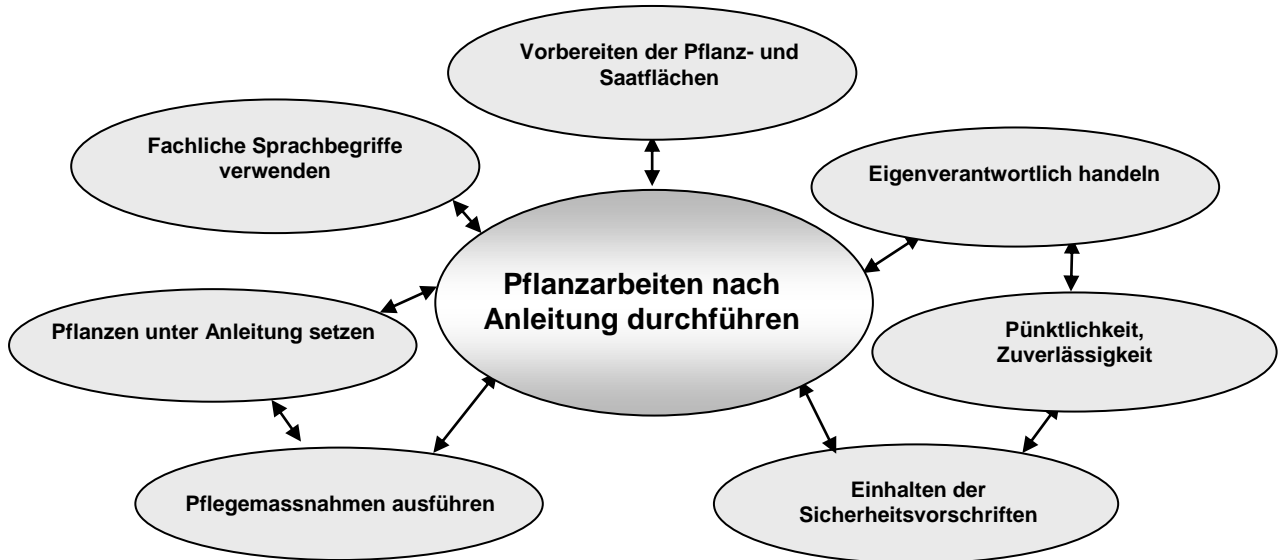 Vorbereiten der Pflanz- und
Saatflächen
Fachliche Sprachbegriffe
verwenden
Eigenverantwortlich handeln
Pflanzarbeiten nach
Anleitung durchführen
Pflanzen unter Anleitung setzen
Pünktlichkeit,
Zuverlässigkeit
Pflegemassnahmen ausführen
Einhalten der
Sicherheitsvorschriften